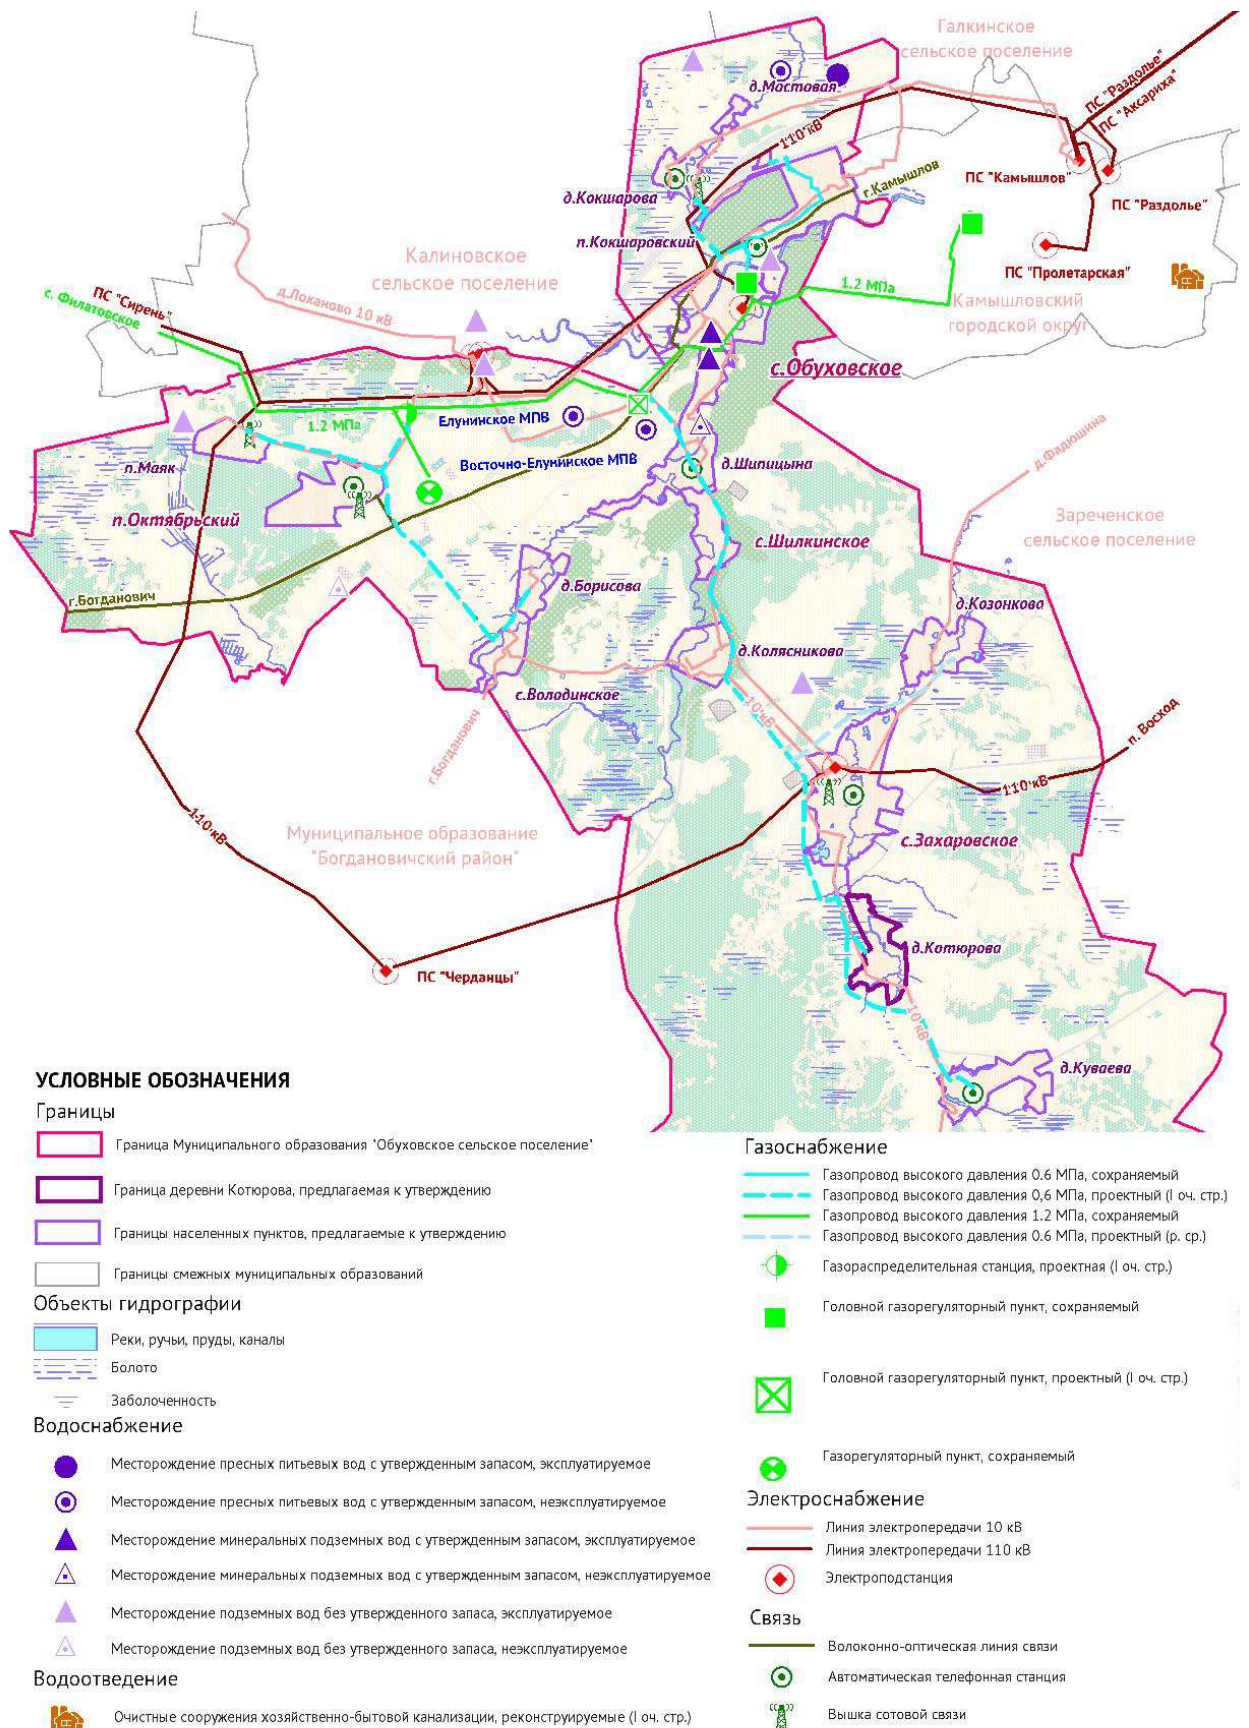 Галкинское
сельское поселение
ПС "Раздолье"
ПС "Аксариха"
д.Мостовая
110 кВ
г.Камышлов
ПС "Камышлов"
д.Кокшарова
ПС "Раздолье"
п.Кокшаровский
Калиновское
сельское поселение
ПС "Пролетарская"
1.2 МПа
Камышловский
городской округ
ПС "Сирень"
с. Филатовское
д.Лоханово 10 кВ
с.Обуховское
1.2 МПа
Елунинское МПВ
Восточно-Елунинское МПВ
д.Шипицына
д.Фадюшина
п.Маяк
п.Октябрьский
Зареченское
сельское поселение
с.Шилкинское
г.Богданович
д.Борисова
д.Козонкова
д.Колясникова
с.Володинское
10 кВ
г.Богданович
п. Восход
110 кВ
110 кВ
Муниципальное образование
"Богдановичский район"
с.Захаровское
д.Котюрова
ПС "Черданцы"
10 кВ
д.Куваева
УСЛОВНЫЕ ОБОЗНАЧЕНИЯ
Границы
Граница Муниципального образования "Обуховское сельское поселение"
Граница деревни Котюрова, предлагаемая к утверждению
Границы населенных пунктов, предлагаемые к утверждению
Границы смежных муниципальных образований
Объекты гидрографии
Реки, ручьи, пруды, каналы
Болото
Заболоченность
Водоснабжение
Месторождение пресных питьевых вод с утвержденным запасом, эксплуатируемое
Месторождение пресных питьевых вод с утвержденным запасом, неэксплуатируемое
Месторождение минеральных подземных вод с утвержденным запасом, эксплуатируемое
Месторождение минеральных подземных вод с утвержденным запасом, неэксплуатируемое
Месторождение подземных вод без утвержденного запаса, эксплуатируемое
Месторождение подземных вод без утвержденного запаса, неэксплуатируемое
Водоотведение
Очистные сооружения хозяйственно-бытовой канализации, реконструируемые (I оч. стр.)
Газоснабжение
Газопровод высокого давления 0.6 МПа, сохраняемый
Газопровод высокого давления 0,6 МПа, проектный (I оч. стр.)
Газопровод высокого давления 1.2 МПа, сохраняемый
Газопровод высокого давления 0.6 МПа, проектный (р. ср.)
Газораспределительная станция, проектная (I оч. стр.)
Головной газорегуляторный пункт, сохраняемый
Головной газорегуляторный пункт, проектный (I оч. стр.)
Газорегуляторный пункт, сохраняемый
Электроснабжение
Линия электропередачи 10 кВ
Линия электропередачи 110 кВ
Электроподстанция
Связь
Волоконно-оптическая линия связи
Автоматическая телефонная станция
Вышка сотовой связи